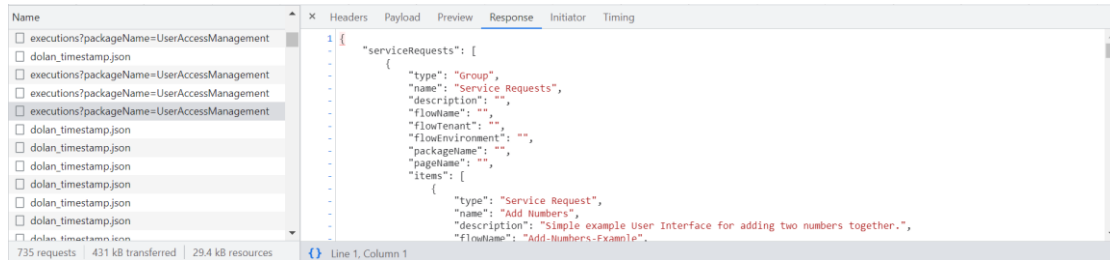 Name
executions?packageName=UserAccessManagement
dolan_timestamp.json
executions?packageName=UserAccessManagement
executions?packageName=UserAccessManagement
executions?packageName=UserAccessManagement
dolan_timestamp.json
dolan_timestamp.json
dolan_timestamp.json
dolan_timestamp.json
dolan_timestamp.json
dolan_timestamp.json
dolan_timestamp.json
735 requests 431 kB transferred 29.4 kB resources
× Headers Payload Preview Response Initiator Timing
1 {
- "serviceRequests": [
- {
- "type": "Group",
- "name": "Service Requests",
- "description": "",
- "flowName": "",
- "flowTenant": "",
- "flowEnvironment": "",
- "packageName": "",
- "pageName": "",
- "items": [
- {
- "type": "Service Request",
- "name": "Add Numbers",
- "description": "Simple example User Interface for adding two numbers together.",
- "flowName": "Add-Numbers-Example",
{} Line 1, Column 1